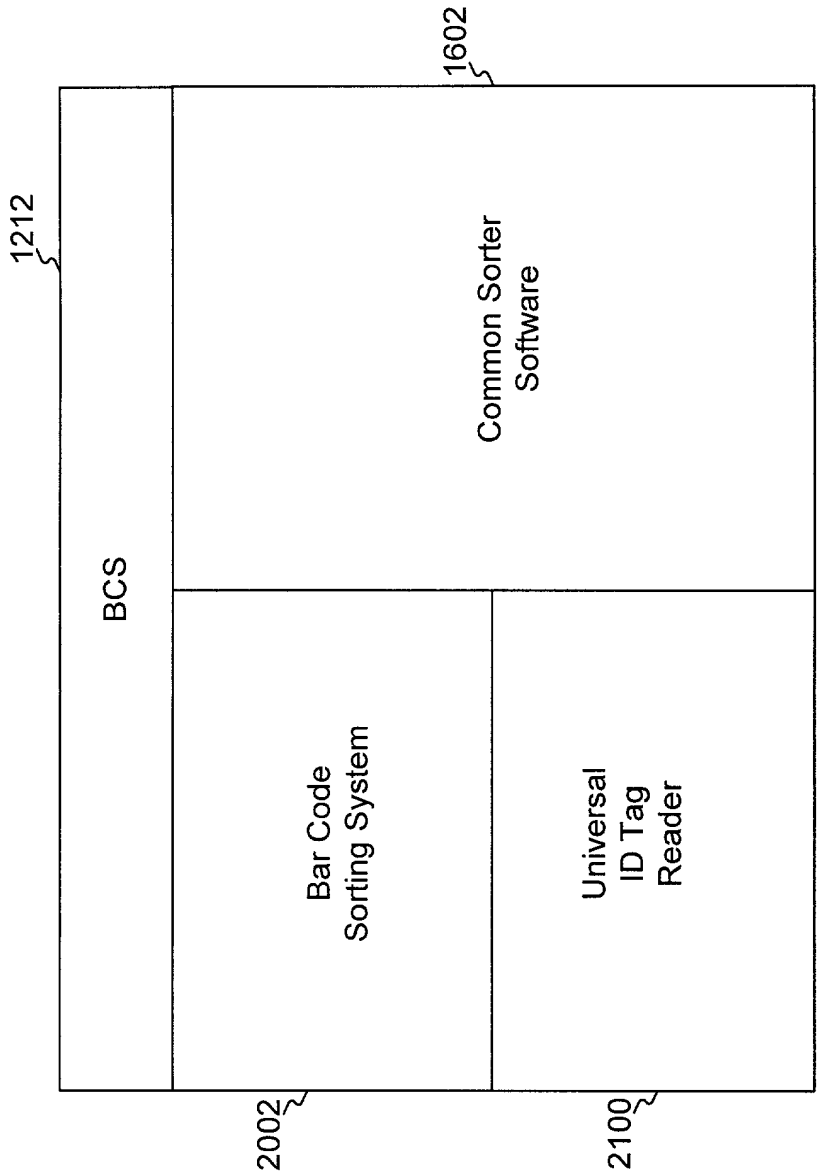 1212
BCS
2002
Bar Code
Sorting System
Common Sorter
Software
1602
2100
Universal
ID Tag
Reader